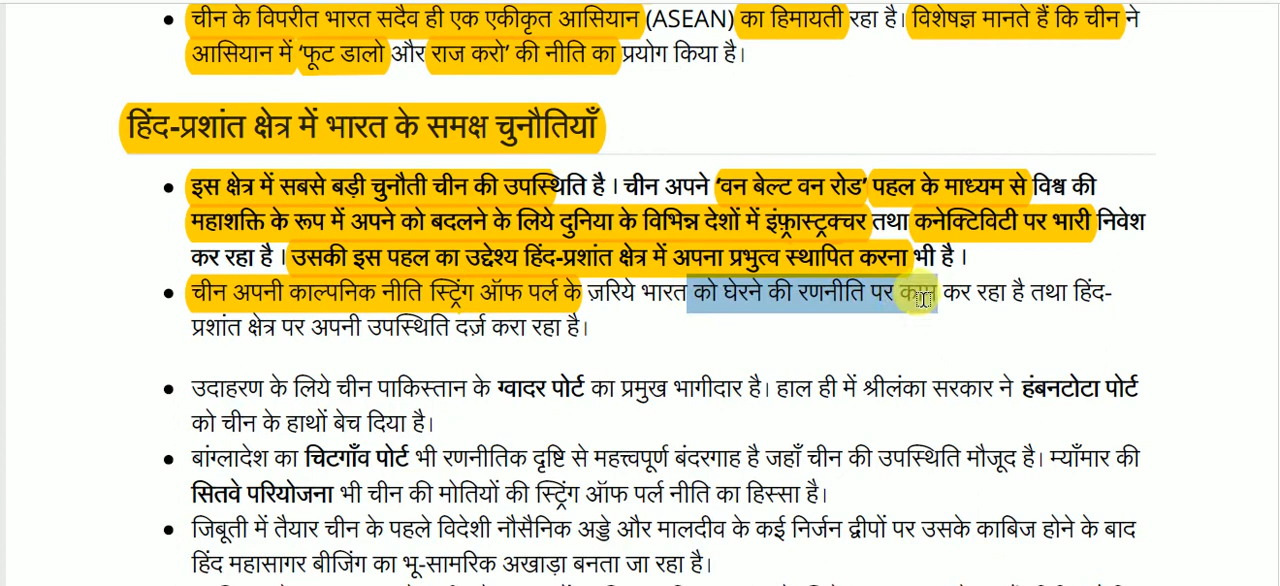 चीन के विपरीत भारत सदैव ही एक एकीकृत आसियान (ASEAN) का हिमायती रहा है। विशेषज्ञ मानते हैं कि चीन ने
आसियान में ‘फूट डालो और राज करो’ की नीति का प्रयोग किया है।
हिंद-प्रशांत क्षेत्र में भारत के समक्ष चुनौतियाँ
इस क्षेत्र में सबसे बड़ी चुनौती चीन की उपस्थिति है । चीन अपने ‘वन बेल्ट वन रोड’ पहल के माध्यम से विश्व की
महाशक्ति के रूप में अपने को बदलने के लिये दुनिया के विभिन्न देशों में इंफ़्रास्ट्रक्चर तथा कनेक्टिविटी पर भारी निवेश
कर रहा है । उसकी इस पहल का उद्देश्य हिंद-प्रशांत क्षेत्र में अपना प्रभुत्व स्थापित करना भी है ।
चीन अपनी काल्पनिक नीति स्ट्रिंग ऑफ पर्ल के ज़रिये भारत को घेरने की रणनीति पर काम कर रहा है तथा हिंद-
प्रशांत क्षेत्र पर अपनी उपस्थिति दर्ज़ करा रहा है।
उदाहरण के लिये चीन पाकिस्तान के ग्वादर पोर्ट का प्रमुख भागीदार है। हाल ही में श्रीलंका सरकार ने हंबनटोटा पोर्ट
को चीन के हाथों बेच दिया है।
बांग्लादेश का चिटगाँव पोर्ट भी रणनीतिक दृष्टि से महत्त्वपूर्ण बंदरगाह है जहाँ चीन की उपस्थिति मौजूद है। म्याँमार की
सितवे परियोजना भी चीन की मोतियों की स्ट्रिंग ऑफ पर्ल नीति का हिस्सा है।
जिबूती में तैयार चीन के पहले विदेशी नौसैनिक अड्डे और मालदीव के कई निर्जन द्वीपों पर उसके काबिज होने के बाद
हिंद महासागर बीजिंग का भू-सामरिक अखाड़ा बनता जा रहा है।